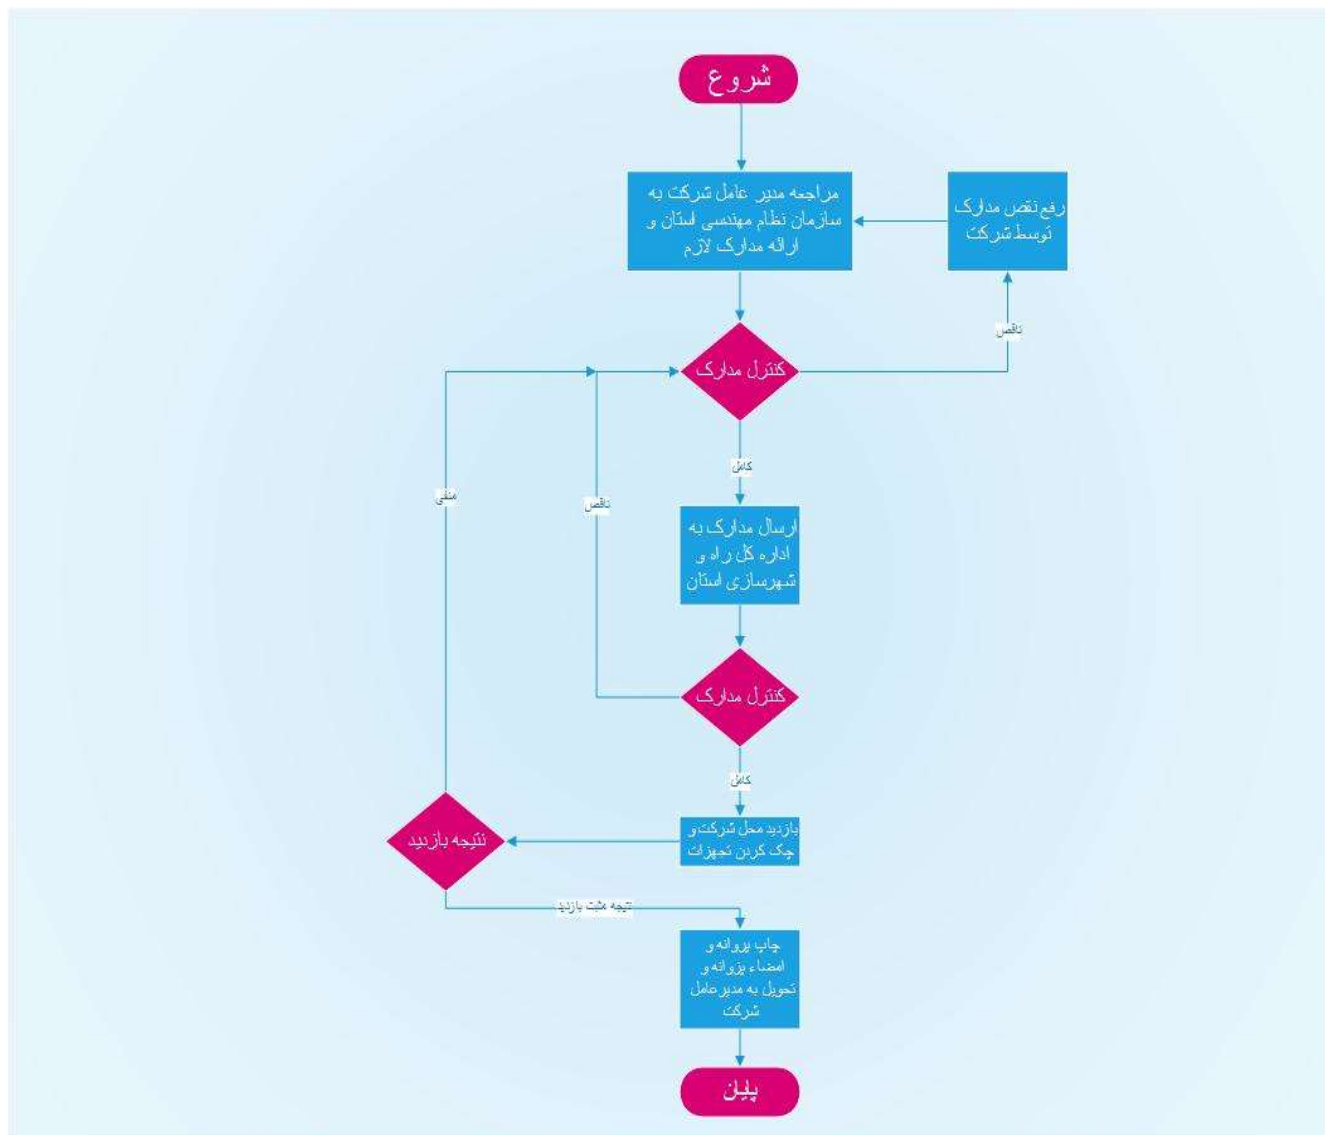 شروع
مراجعه مدیر عامل شرکت به
سازمان نظام مهندسی استان و
ارائه مدارک لازم
رفع نقص مدارک
توسط شرکت
ناقص
کنترل مدارک
کامل
منفی
ناقص
ارسال مدارک به
اداره کل راه و
شهرسازی استان
کنترل مدارک
کامل
بازدید محل شرکت و
چک کردن تجهزات
نتیجه بازدید
نتیجه مثبت بازدید
چاپ پروانه و
امضاء پروانه و
تحویل به مدیرعامل
شرکت
پایان